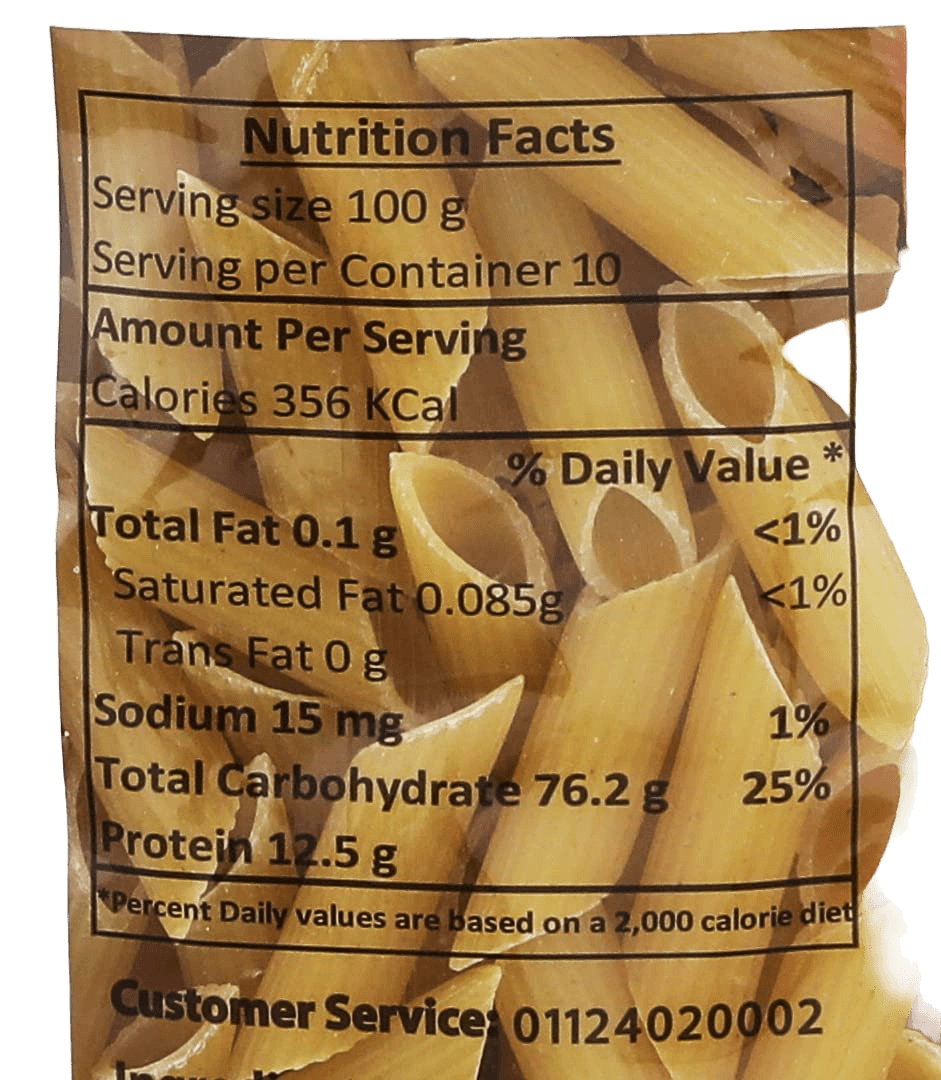 Nutrition Facts
Serving size 100 g
Serving per Container 10
Amount Per Serving
Calories 356 KCal
% Daily Value *
Total Fat 0.1 g <1%
Saturated Fat 0.085g <1%
Trans Fat 0 g
Sodium 15 mg 1%
Total Carbohydrate 76.2 g 25%
Protein 12.5 g
*Percent Daily values are based on a 2,000 calorie diet
Customer Service: 01124020002